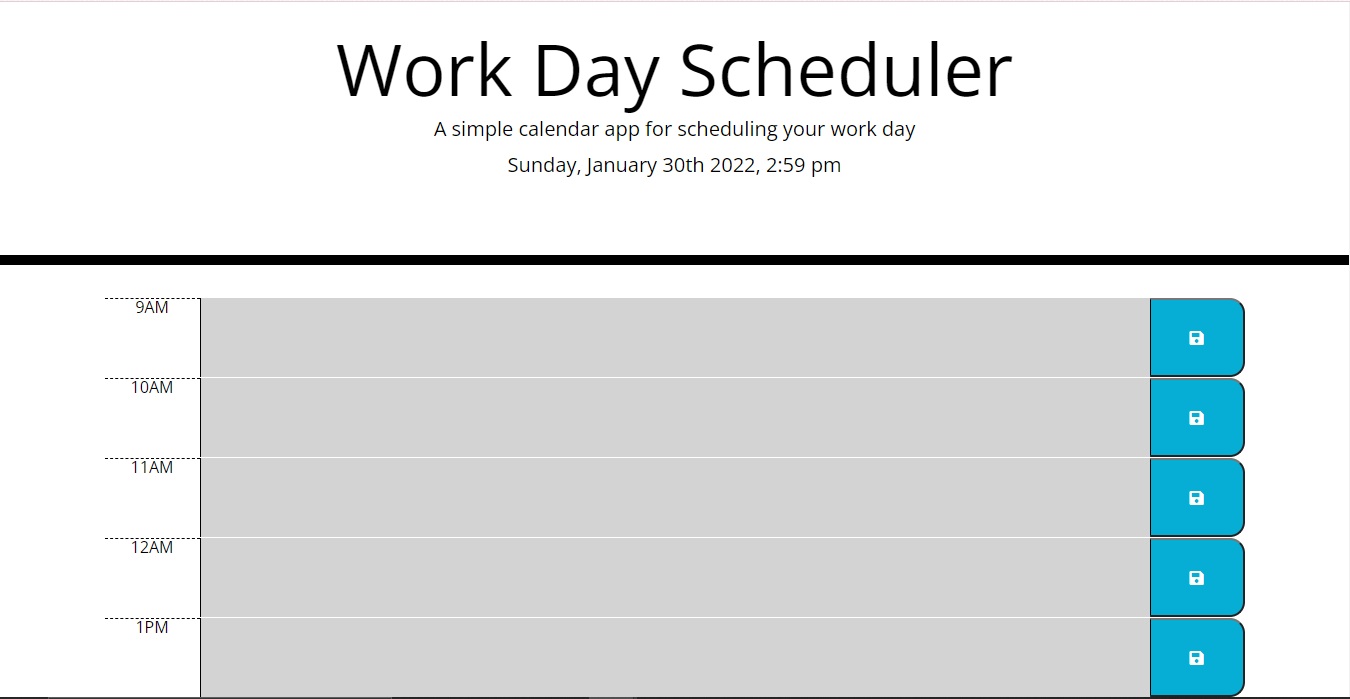 Work Day Scheduler
A simple calendar app for scheduling your work day
Sunday, January 30th 2022, 2:59 pm
9AM
10AM
11AM
12AM
1PM